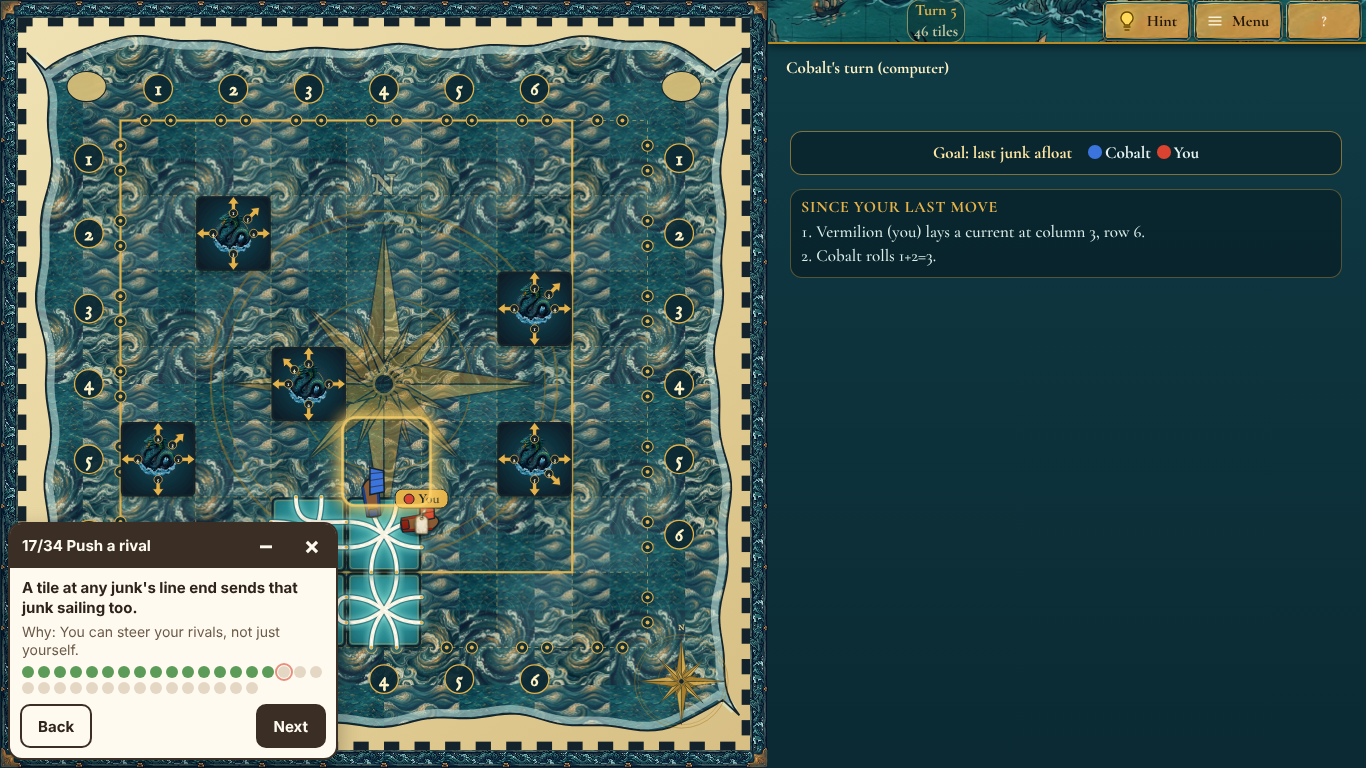 Turn 5
46 tiles
Hint
Menu
?
Cobalt's turn (computer)
Goal: last junk afloat
Cobalt
You
SINCE YOUR LAST MOVE
1. Vermilion (you) lays a current at column 3, row 6.
2. Cobalt rolls 1+2=3.
1 2 3 4 5 6
1 1
N
2 2
3 3
4 4
5 5
You
6
N
4 5 6
17/34 Push a rival
A tile at any junk's line end sends that
junk sailing too.
Why: You can steer your rivals, not just
yourself.
Back
Next